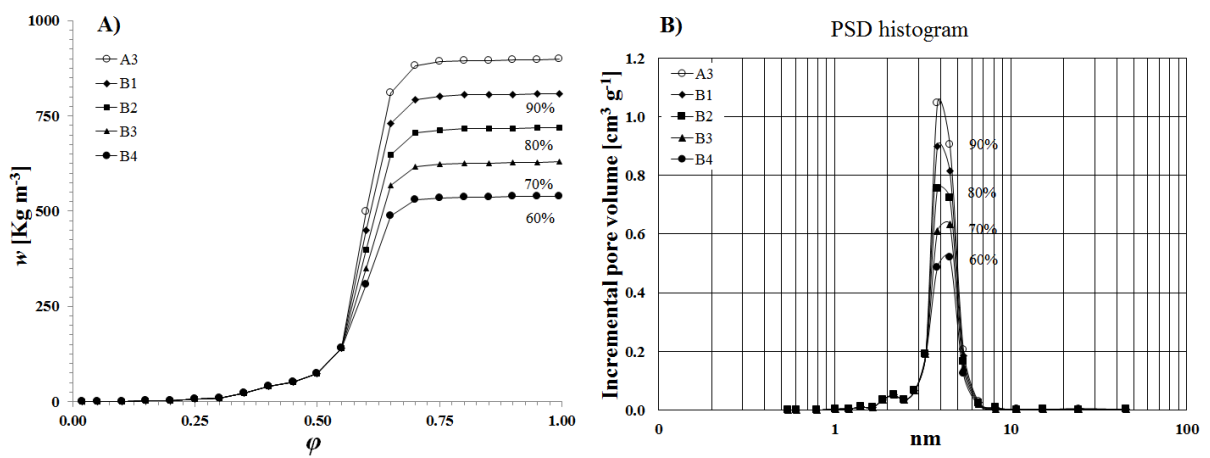 A)
1000
750
500
250
0
w [Kg m-3]
A3
B1
B2
B3
B4
90%
80%
70%
60%
0.00
0.25
0.50
0.75
1.00
φ
B)
PSD histogram
1.2
1.0
0.8
0.6
0.4
0.2
0.0
Incremental pore volume [cm³ g⁻¹]
A3
B1
B2
B3
B4
90%
80%
70%
60%
0
1
10
100
nm